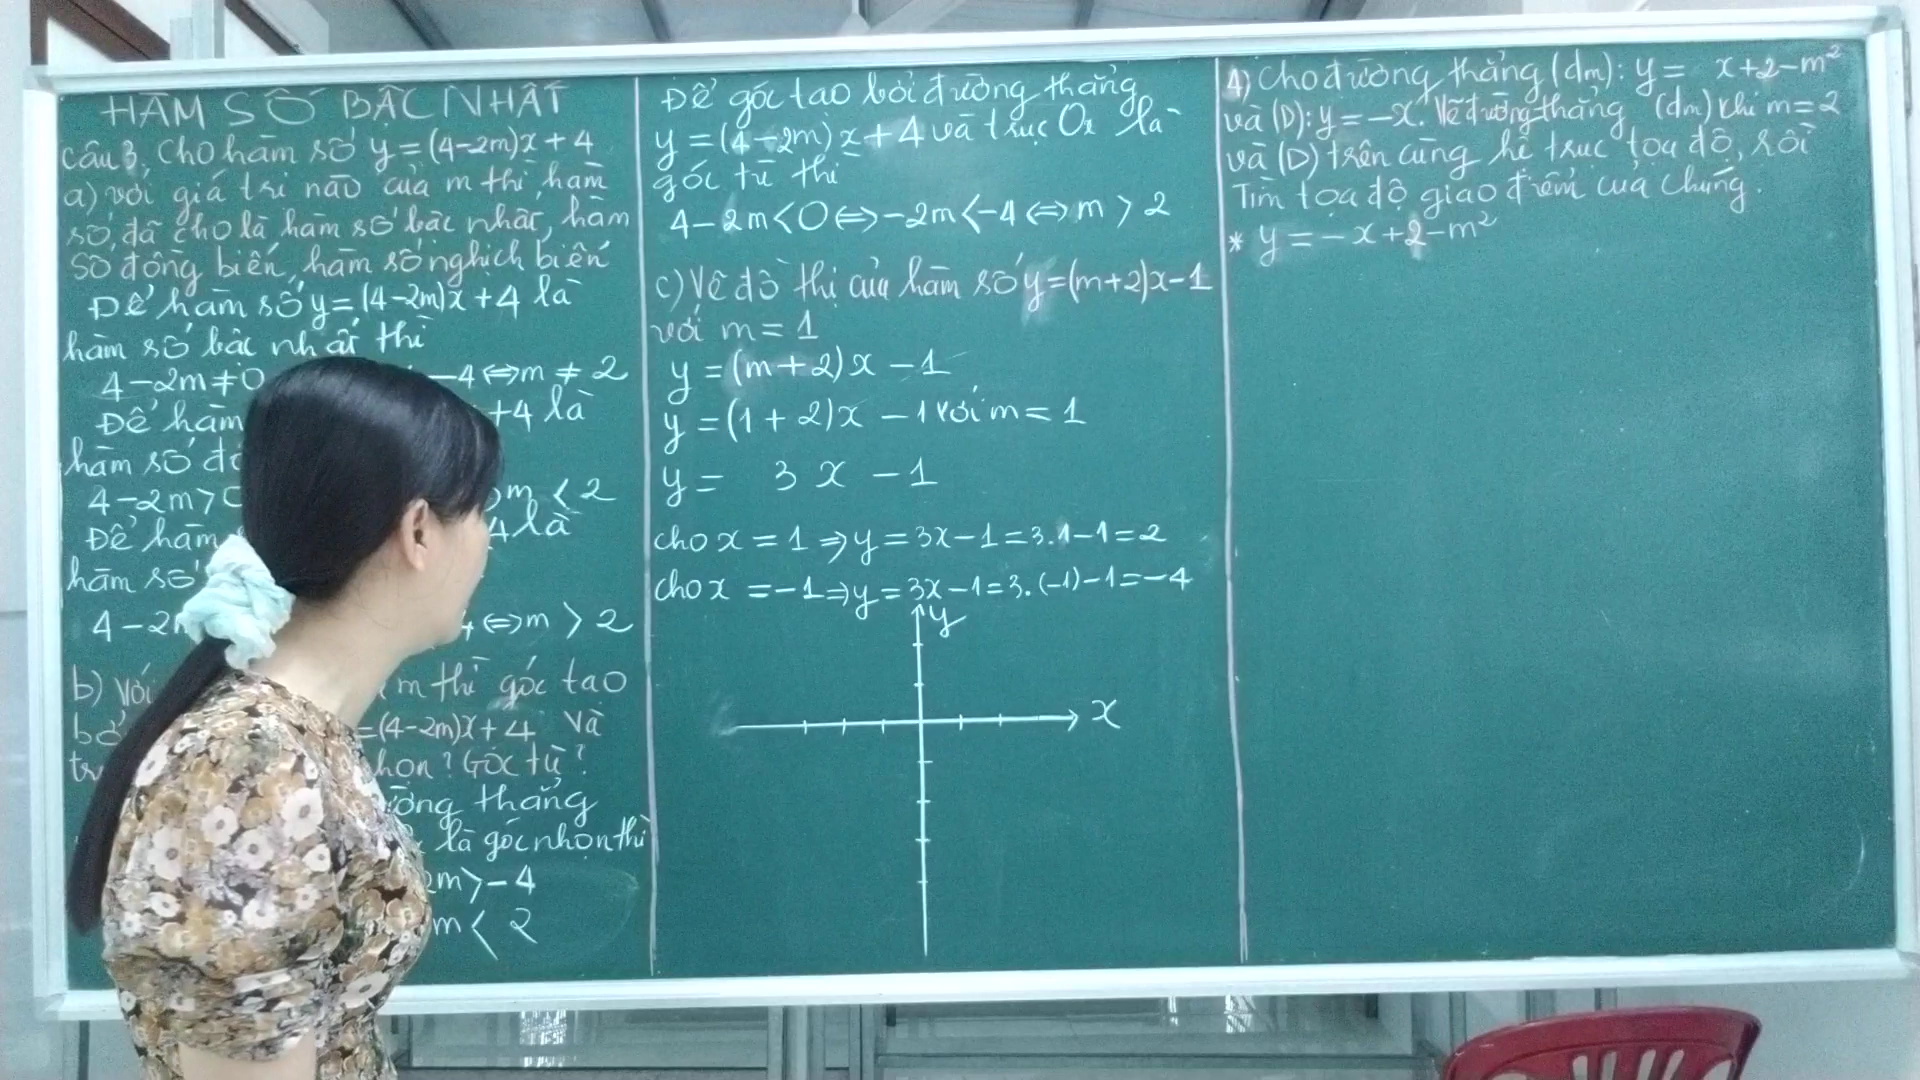 HÀM SỐ BẬC NHẤT
Câu 3: Cho hàm số y = (4-2m)x + 4
a) với giá trị nào của m thì hàm
số đã cho là hàm số bậc nhất, hàm
số đồng biến, hàm số nghịch biến
Để hàm số y = (4-2m)x + 4 là
hàm số bậc nhất thì
4 - 2m ≠ 0 -4 ⇔ m ≠ 2
Để hàm +4 là
hàm số
4 - 2m > 0 m < 2
Để hàm 4 là
hàm số
4 - 2m ⇔ m > 2
b) Với m thì góc tạo
=(4-2m)x + 4 và
Góc tù?
thẳng
là góc nhọn thì
2m > -4
m < 2
Để góc tạo bởi đường thẳng
y = (4-2m)x + 4 và trục Ox là
góc tù thì
4 - 2m < 0 ⇔ -2m < -4 ⇔ m > 2
c) Vẽ đồ thị của hàm số y = (m+2)x - 1
với m = 1
y = (m+2)x - 1
y = (1+2)x - 1 với m = 1
y = 3x - 1
cho x = 1 ⇒ y = 3x - 1 = 3.1 - 1 = 2
cho x = -1 ⇒ y = 3x - 1 = 3.(-1) - 1 = -4
y
x
4) Cho đường thẳng (dm): y = x + 2 - m²
và (D): y = -x. Vẽ đường thẳng (dm) khi m = 2
và (D) trên cùng hệ trục tọa độ, rồi
Tìm tọa độ giao điểm của chúng.
* y = -x + 2 - m²